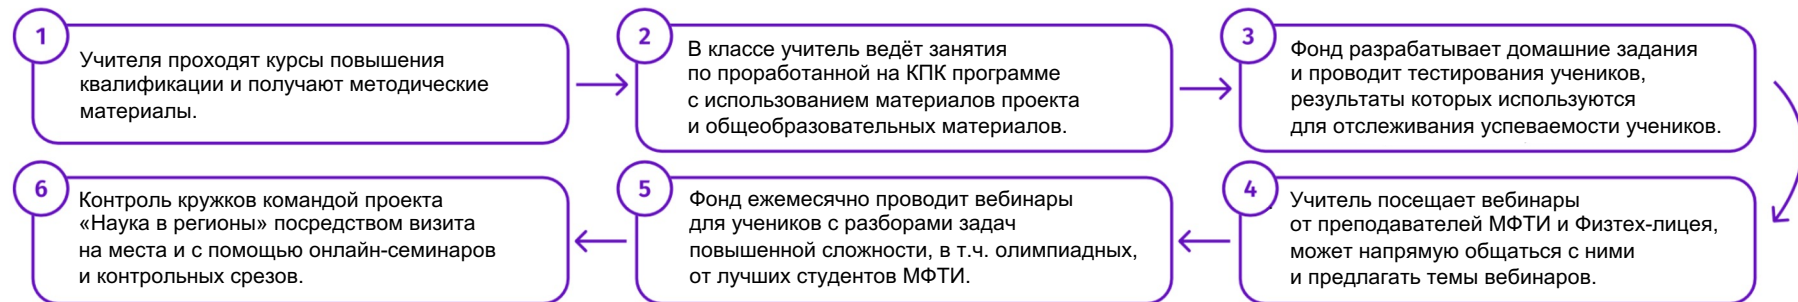 1
Учителя проходят курсы повышения
квалификации и получают методические
материалы.
2
В классе учитель ведёт занятия
по проработанной на КПК программе
с использованием материалов проекта
и общеобразовательных материалов.
3
Фонд разрабатывает домашние задания
и проводит тестирования учеников,
результаты которых используются
для отслеживания успеваемости учеников.
4
Учитель посещает вебинары
от преподавателей МФТИ и Физтех-лицея,
может напрямую общаться с ними
и предлагать темы вебинаров.
5
Фонд ежемесячно проводит вебинары
для учеников с разборами задач
повышенной сложности, в т.ч. олимпиадных,
от лучших студентов МФТИ.
6
Контроль кружков командой проекта
«Наука в регионы» посредством визита
на места и с помощью онлайн-семинаров
и контрольных срезов.